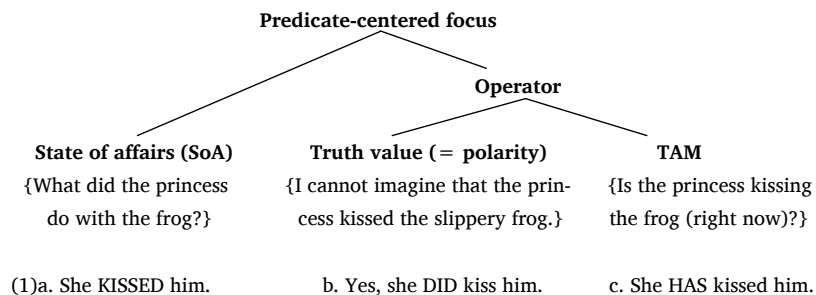 Predicate-centered focus
Operator
State of affairs (SoA) Truth value (= polarity) TAM
{What did the princess {I cannot imagine that the prin- {Is the princess kissing
do with the frog?} cess kissed the slippery frog.} the frog (right now)?}
(1)a. She KISSED him. b. Yes, she DID kiss him. c. She HAS kissed him.